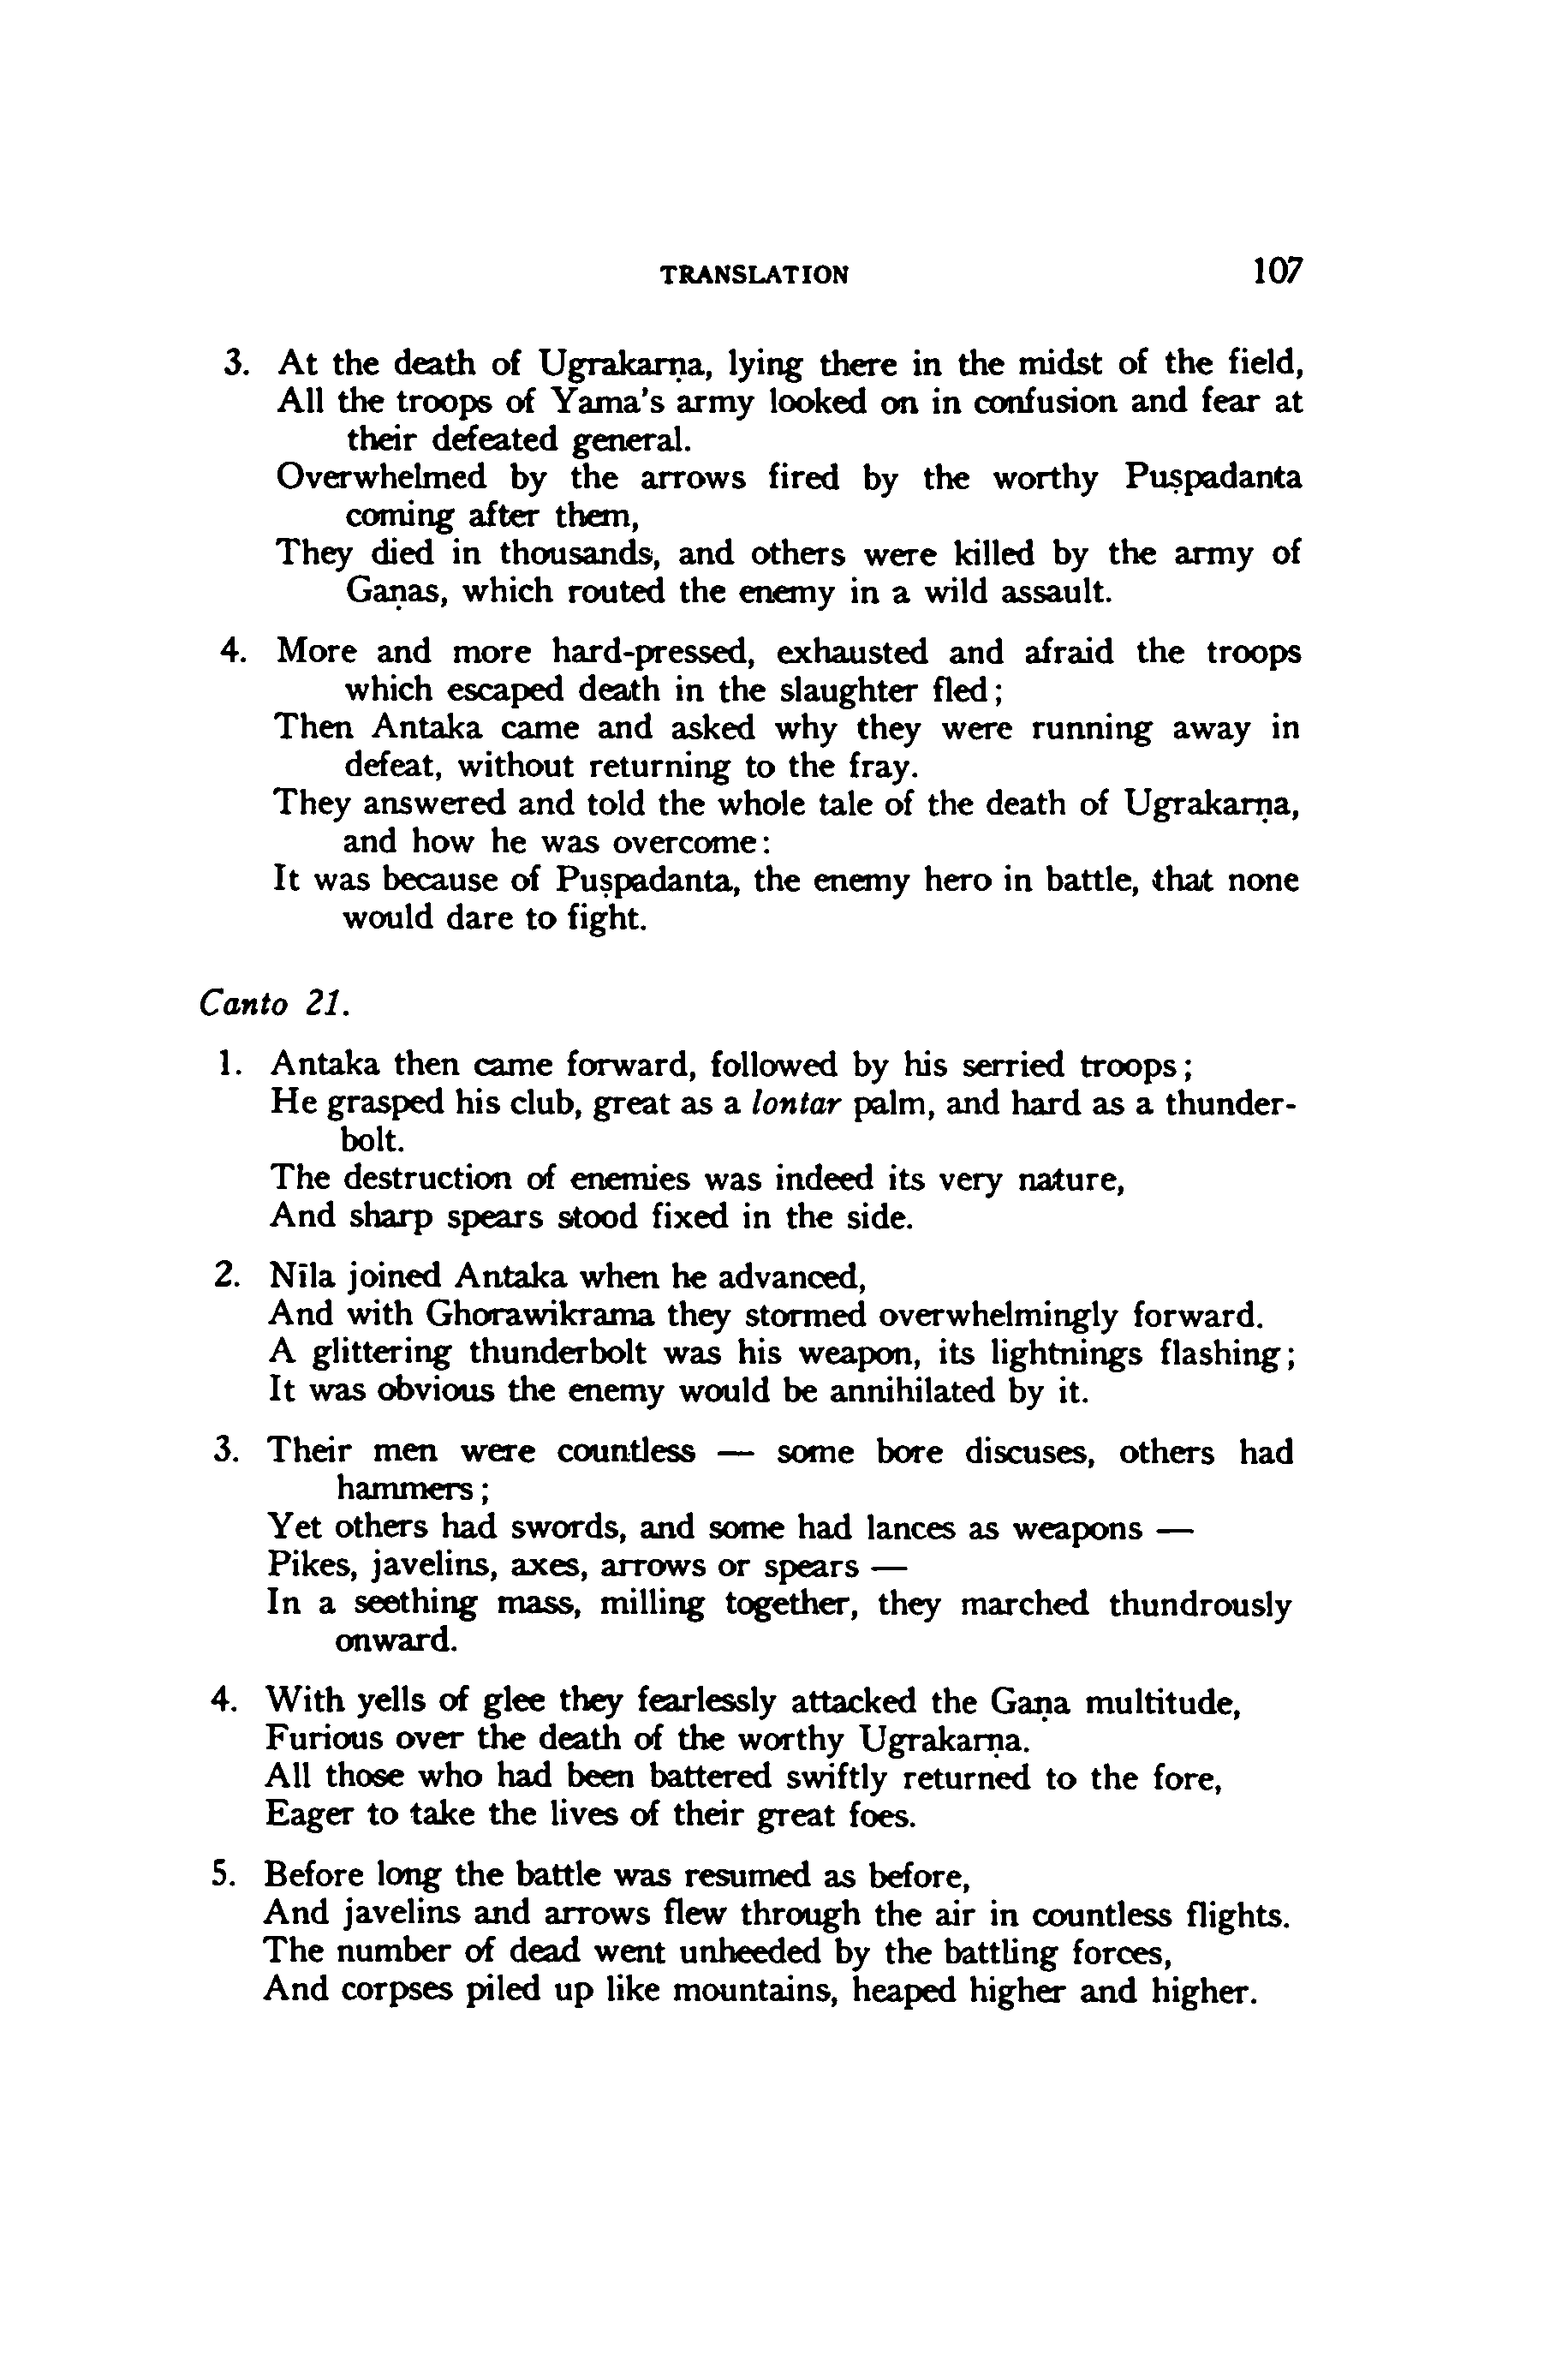 TRANSLATION 107
3. At the death of Ugrakarṇa, lying there in the midst of the field,
All the troops of Yama's army looked on in confusion and fear at
their defeated general.
Overwhelmed by the arrows fired by the worthy Puṣpadanta
coming after them,
They died in thousands, and others were killed by the army of
Gaṇas, which routed the enemy in a wild assault.
4. More and more hard-pressed, exhausted and afraid the troops
which escaped death in the slaughter fled;
Then Antaka came and asked why they were running away in
defeat, without returning to the fray.
They answered and told the whole tale of the death of Ugrakarṇa,
and how he was overcome:
It was because of Puṣpadanta, the enemy hero in battle, that none
would dare to fight.
Canto 21.
1. Antaka then came forward, followed by his serried troops;
He grasped his club, great as a lontar palm, and hard as a thunder-
bolt.
The destruction of enemies was indeed its very nature,
And sharp spears stood fixed in the side.
2. Nīla joined Antaka when he advanced,
And with Ghorawikrama they stormed overwhelmingly forward.
A glittering thunderbolt was his weapon, its lightnings flashing;
It was obvious the enemy would be annihilated by it.
3. Their men were countless — some bore discuses, others had
hammers;
Yet others had swords, and some had lances as weapons —
Pikes, javelins, axes, arrows or spears —
In a seething mass, milling together, they marched thundrously
onward.
4. With yells of glee they fearlessly attacked the Gaṇa multitude,
Furious over the death of the worthy Ugrakarṇa.
All those who had been battered swiftly returned to the fore,
Eager to take the lives of their great foes.
5. Before long the battle was resumed as before,
And javelins and arrows flew through the air in countless flights.
The number of dead went unheeded by the battling forces,
And corpses piled up like mountains, heaped higher and higher.